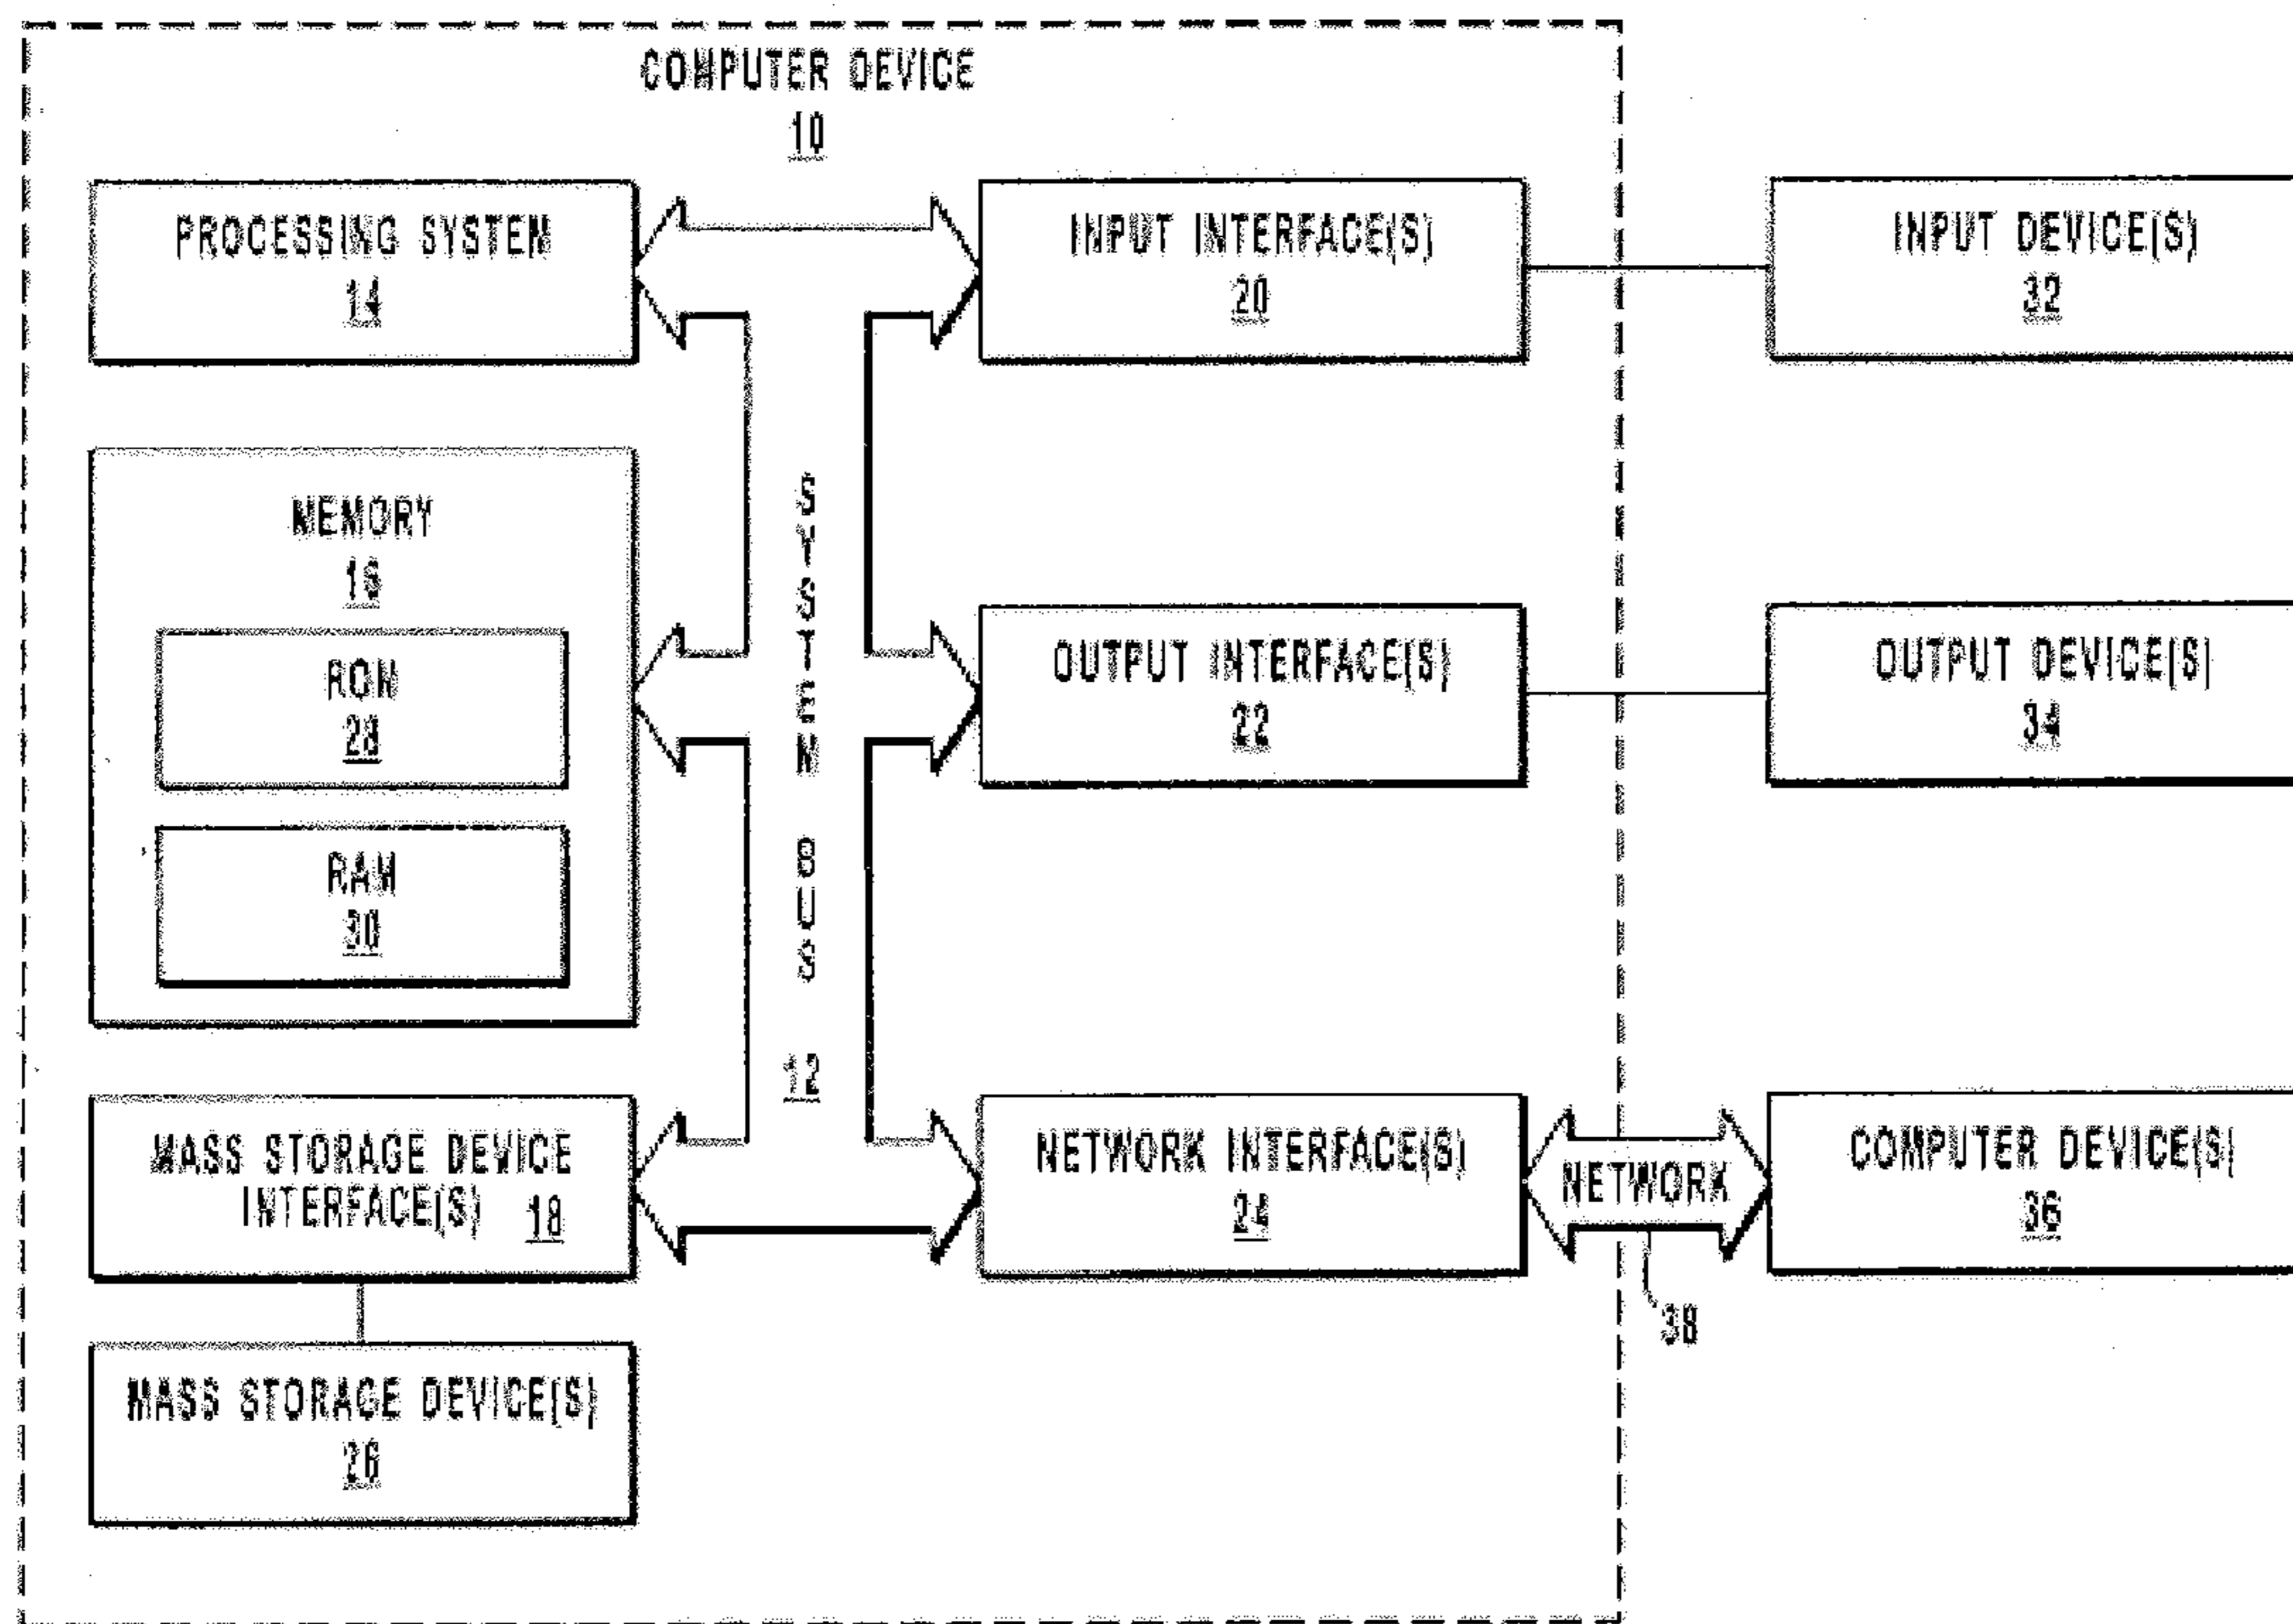 COMPUTER DEVICE
10
PROCESSING SYSTEM
14
INPUT INTERFACE(S)
20
INPUT DEVICE(S)
32
MEMORY
16
ROM
28
RAM
30
SYSTEM BUS
12
OUTPUT INTERFACE(S)
22
OUTPUT DEVICE(S)
34
MASS STORAGE DEVICE
INTERFACE(S) 18
NETWORK INTERFACE(S)
24
NETWORK
38
COMPUTER DEVICE(S)
36
MASS STORAGE DEVICE(S)
26